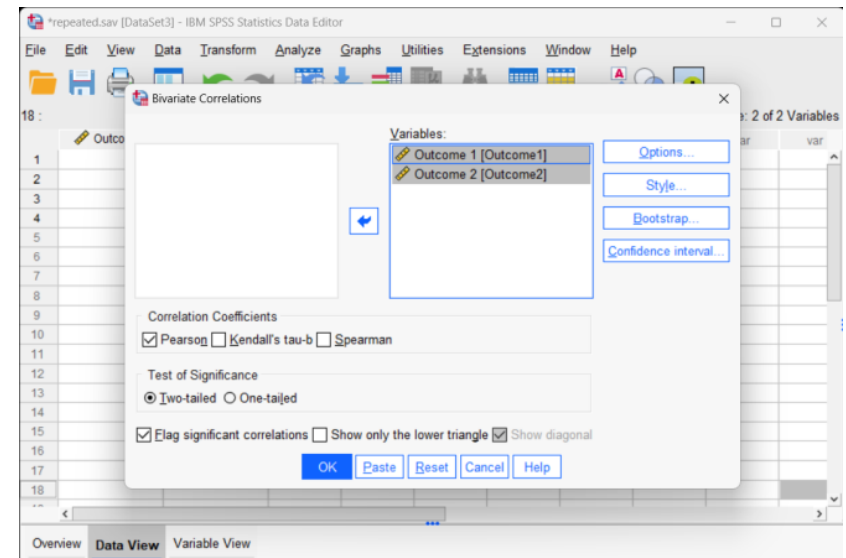 *repeated.sav [DataSet3] - IBM SPSS Statistics Data Editor
File Edit View Data Transform Analyze Graphs Utilities Extensions Window Help
Bivariate Correlations
18 :
2 of 2 Variables
Outco
var
var
Variables:
Outcome 1 [Outcome1]
Outcome 2 [Outcome2]
Options...
Style...
Bootstrap...
Confidence interval...
1
2
3
4
5
6
7
8
9
10
11
12
13
14
15
16
17
18
Correlation Coefficients
Pearson Kendall's tau-b Spearman
Test of Significance
Two-tailed One-tailed
Flag significant correlations Show only the lower triangle Show diagonal
OK Paste Reset Cancel Help
Overview Data View Variable View